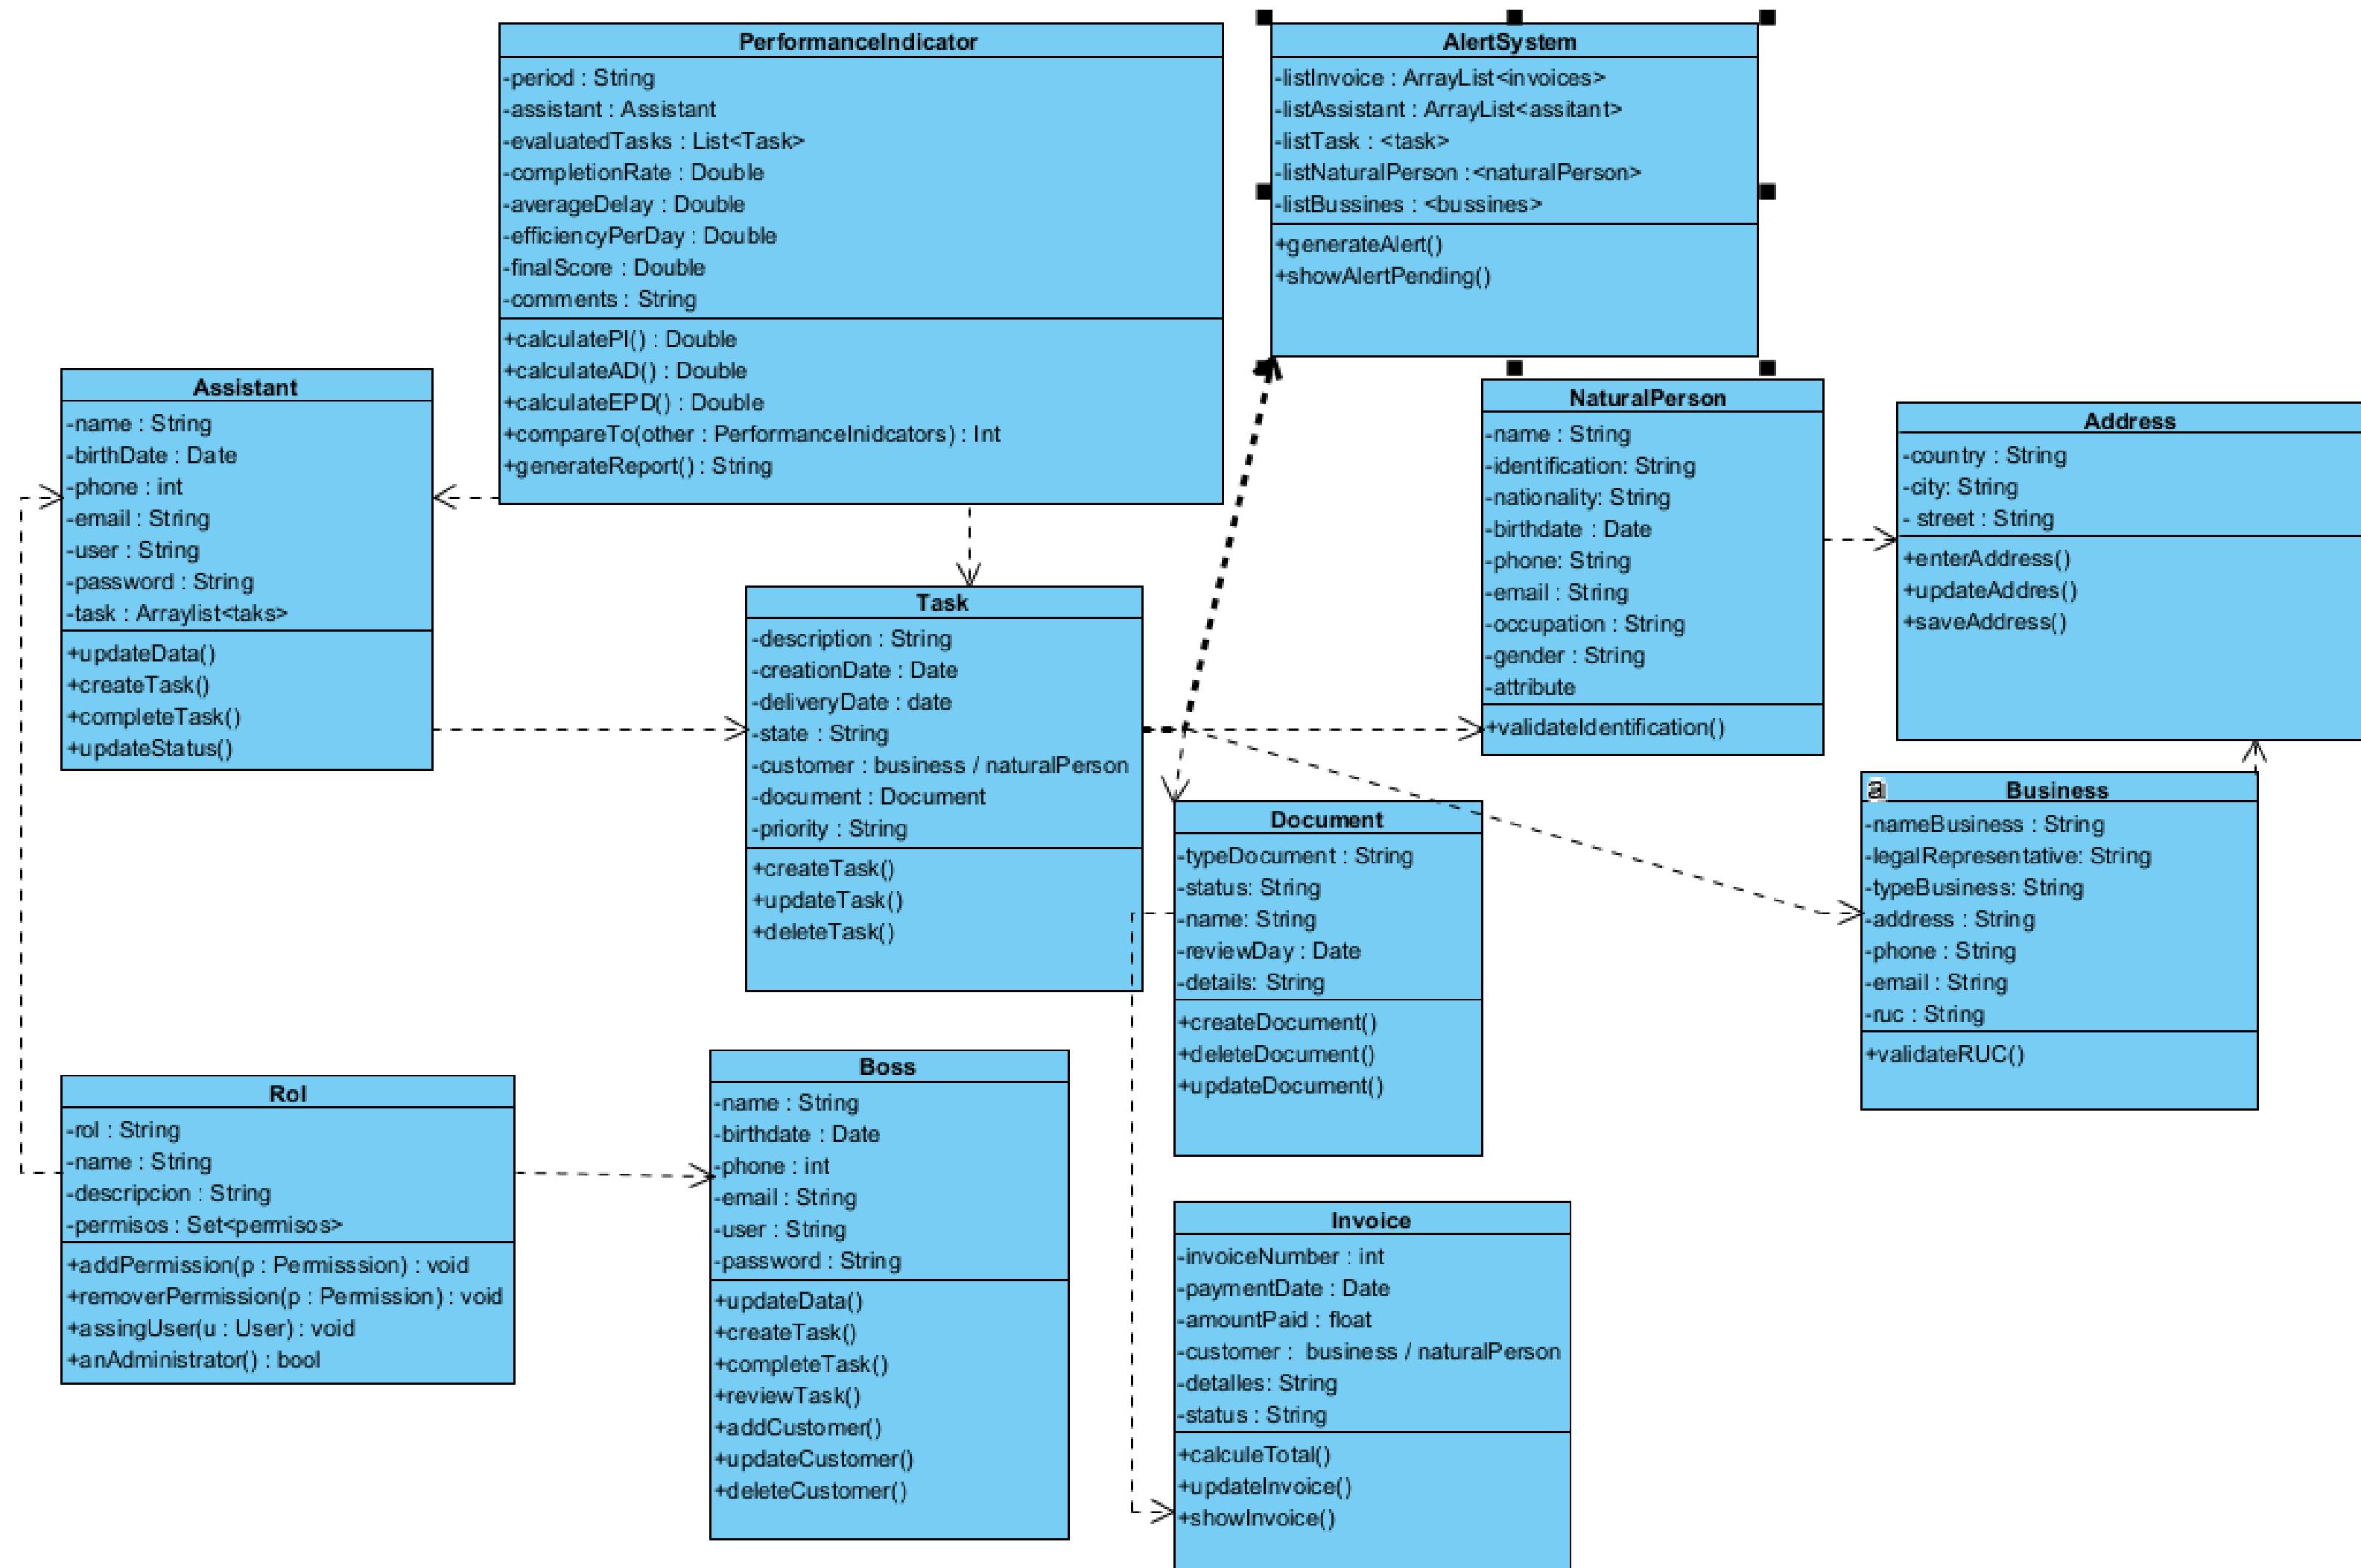 PerformanceIndicator
-period : String
-assistant : Assistant
-evaluatedTasks : List<Task>
-completionRate : Double
-averageDelay : Double
-efficiencyPerDay : Double
-finalScore : Double
-comments : String
+calculatePI() : Double
+calculateAD() : Double
+calculateEPD() : Double
+compareTo(other : PerformanceInidcators) : Int
+generateReport() : String
AlertSystem
-listInvoice : ArrayList<invoices>
-listAssistant : ArrayList<assitant>
-listTask : <task>
-listNaturalPerson :<naturalPerson>
-listBussines : <bussines>
+generateAlert()
+showAlertPending()
Assistant
-name : String
-birthDate : Date
-phone : int
-email : String
-user : String
-password : String
-task : Arraylist<taks>
+updateData()
+createTask()
+completeTask()
+updateStatus()
Task
-description : String
-creationDate : Date
-deliveryDate : date
-state : String
-customer : business / naturalPerson
-document : Document
-priority : String
+createTask()
+updateTask()
+deleteTask()
NaturalPerson
-name : String
-identification: String
-nationality: String
-birthdate : Date
-phone: String
-email : String
-occupation : String
-gender : String
-attribute
+validateIdentification()
Address
-country : String
-city: String
- street : String
+enterAddress()
+updateAddres()
+saveAddress()
Document
-typeDocument : String
-status: String
-name: String
-reviewDay : Date
-details: String
+createDocument()
+deleteDocument()
+updateDocument()
a
Business
-nameBusiness : String
-legalRepresentative: String
-typeBusiness: String
-address : String
-phone : String
-email : String
-ruc : String
+validateRUC()
Rol
-rol : String
-name : String
-descripcion : String
-permisos : Set<permisos>
+addPermission(p : Permisssion) : void
+removerPermission(p : Permission) : void
+assingUser(u : User) : void
+anAdministrator() : bool
Boss
-name : String
-birthdate : Date
-phone : int
-email : String
-user : String
-password : String
+updateData()
+createTask()
+completeTask()
+reviewTask()
+addCustomer()
+updateCustomer()
+deleteCustomer()
Invoice
-invoiceNumber : int
-paymentDate : Date
-amountPaid : float
-customer :  business / naturalPerson
-detalles: String
-status : String
+calculeTotal()
+updateInvoice()
+showInvoice()